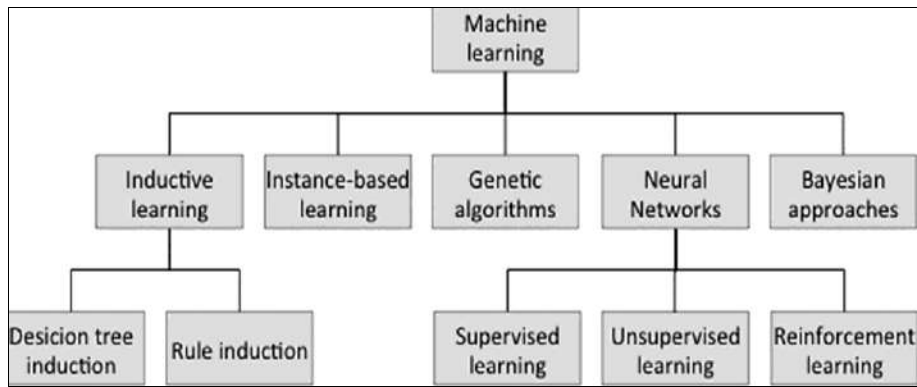 Machine
learning
Inductive
learning
Instance-based
learning
Genetic
algorithms
Neural
Networks
Bayesian
approaches
Desicion tree
induction
Rule induction
Supervised
learning
Unsupervised
learning
Reinforcement
learning